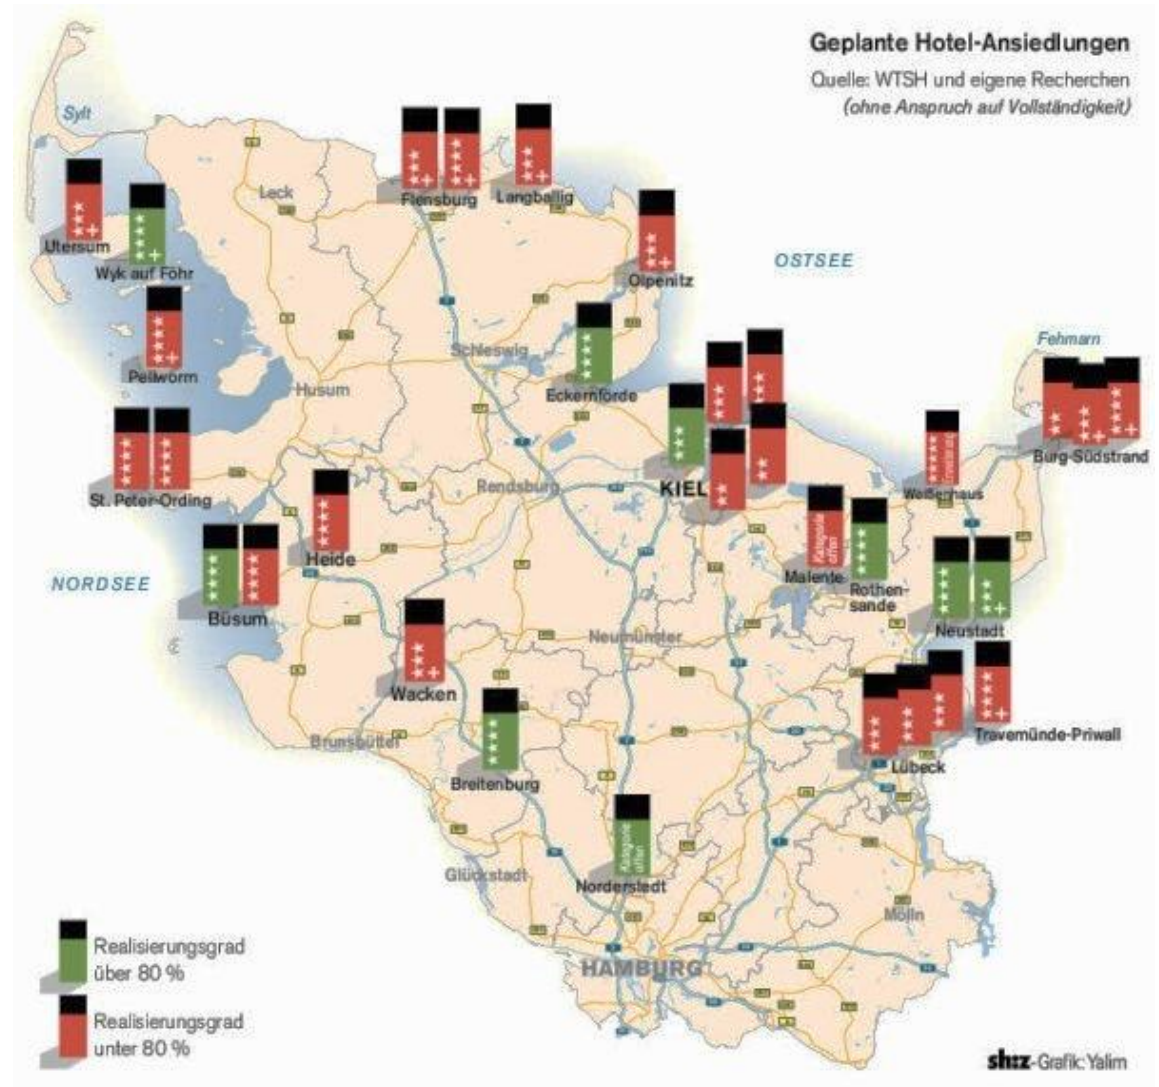 Geplante Hotel-Ansiedlungen
Quelle: WTSH und eigene Recherchen
(ohne Anspruch auf Vollständigkeit)
Sylt
Leck
Flensburg
Langballig
Utersum
Wyk auf Föhr
OSTSEE
Olpenitz
Fehmarn
Schleswig
Pellworm
Husum
Eckernförde
Burg-Südstrand
St. Peter-Ording
Rendsburg
KIEL
Weißenhaus
Heide
Kategorie
offen
Malente
NORDSEE
Rothen-
sande
Büsum
Neustadt
Neumünster
Wacken
Brunsbüttel
Travemünde-Priwall
Lübeck
Breitenburg
Kategorie
offen
Glückstadt
Norderstedt
Mölln
Realisierungsgrad
über 80 %
HAMBURG
Realisierungsgrad
unter 80 %
sh:z-Grafik: Yalim